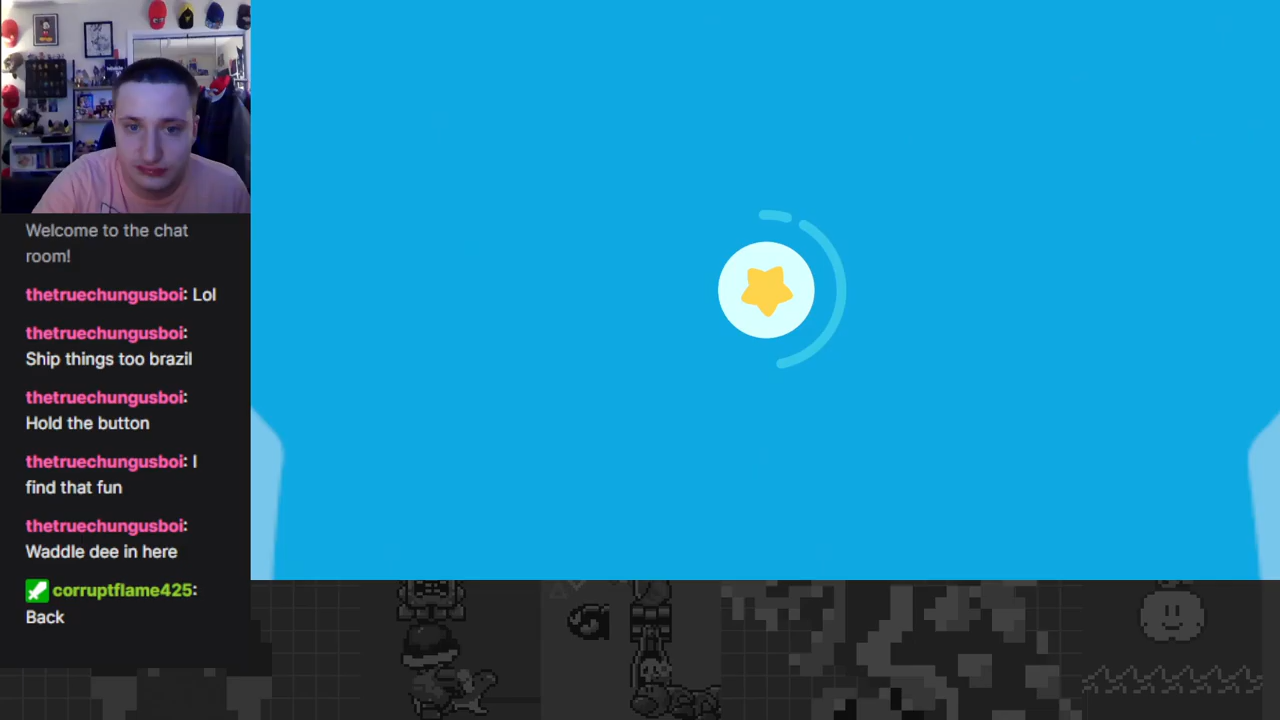 Welcome to the chat
room!
thetruechungusboi: Lol
thetruechungusboi:
Ship things too brazil
thetruechungusboi:
Hold the button
thetruechungusboi: I
find that fun
thetruechungusboi:
Waddle dee in here
corruptflame425:
Back